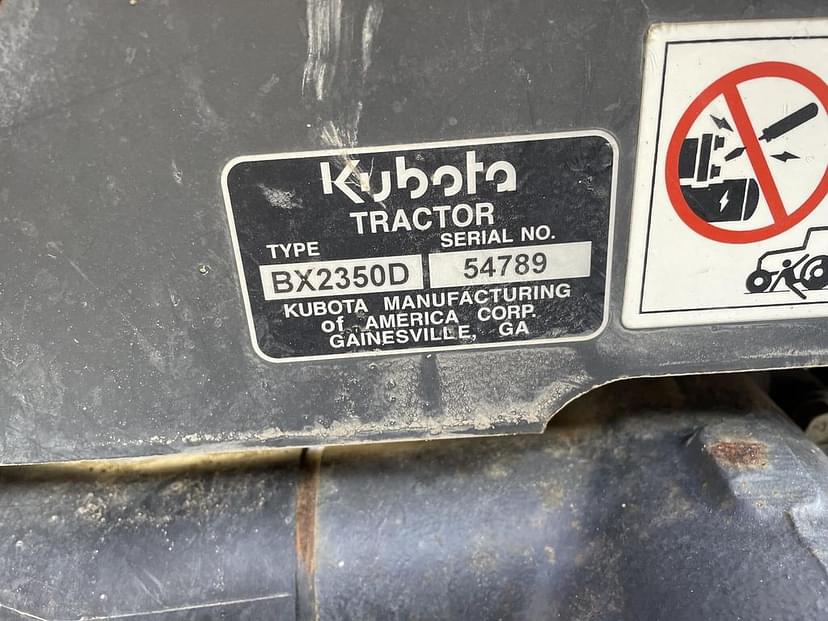 Kubota
TRACTOR
TYPE SERIAL NO.
BX2350D 54789
KUBOTA MANUFACTURING
of AMERICA CORP.
GAINESVILLE, GA